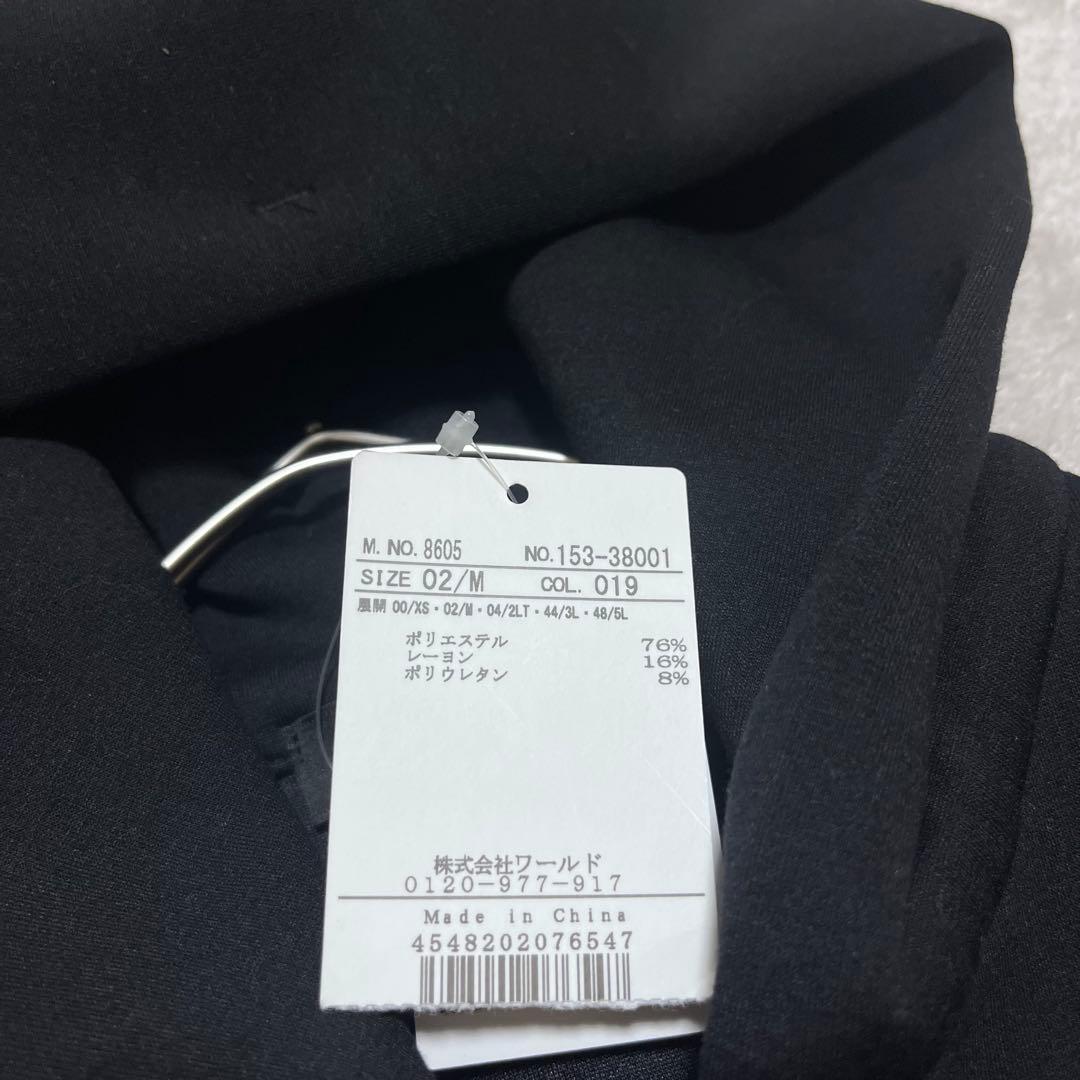 M. NO. 8605 NO. 153-38001
SIZE 02/M COL. 019
展開 00/XS・02/M・04/2LT・44/3L・48/5L
ポリエステル 76%
レーヨン 16%
ポリウレタン 8%
株式会社ワールド
0120-977-917
Made in China
4548202076547